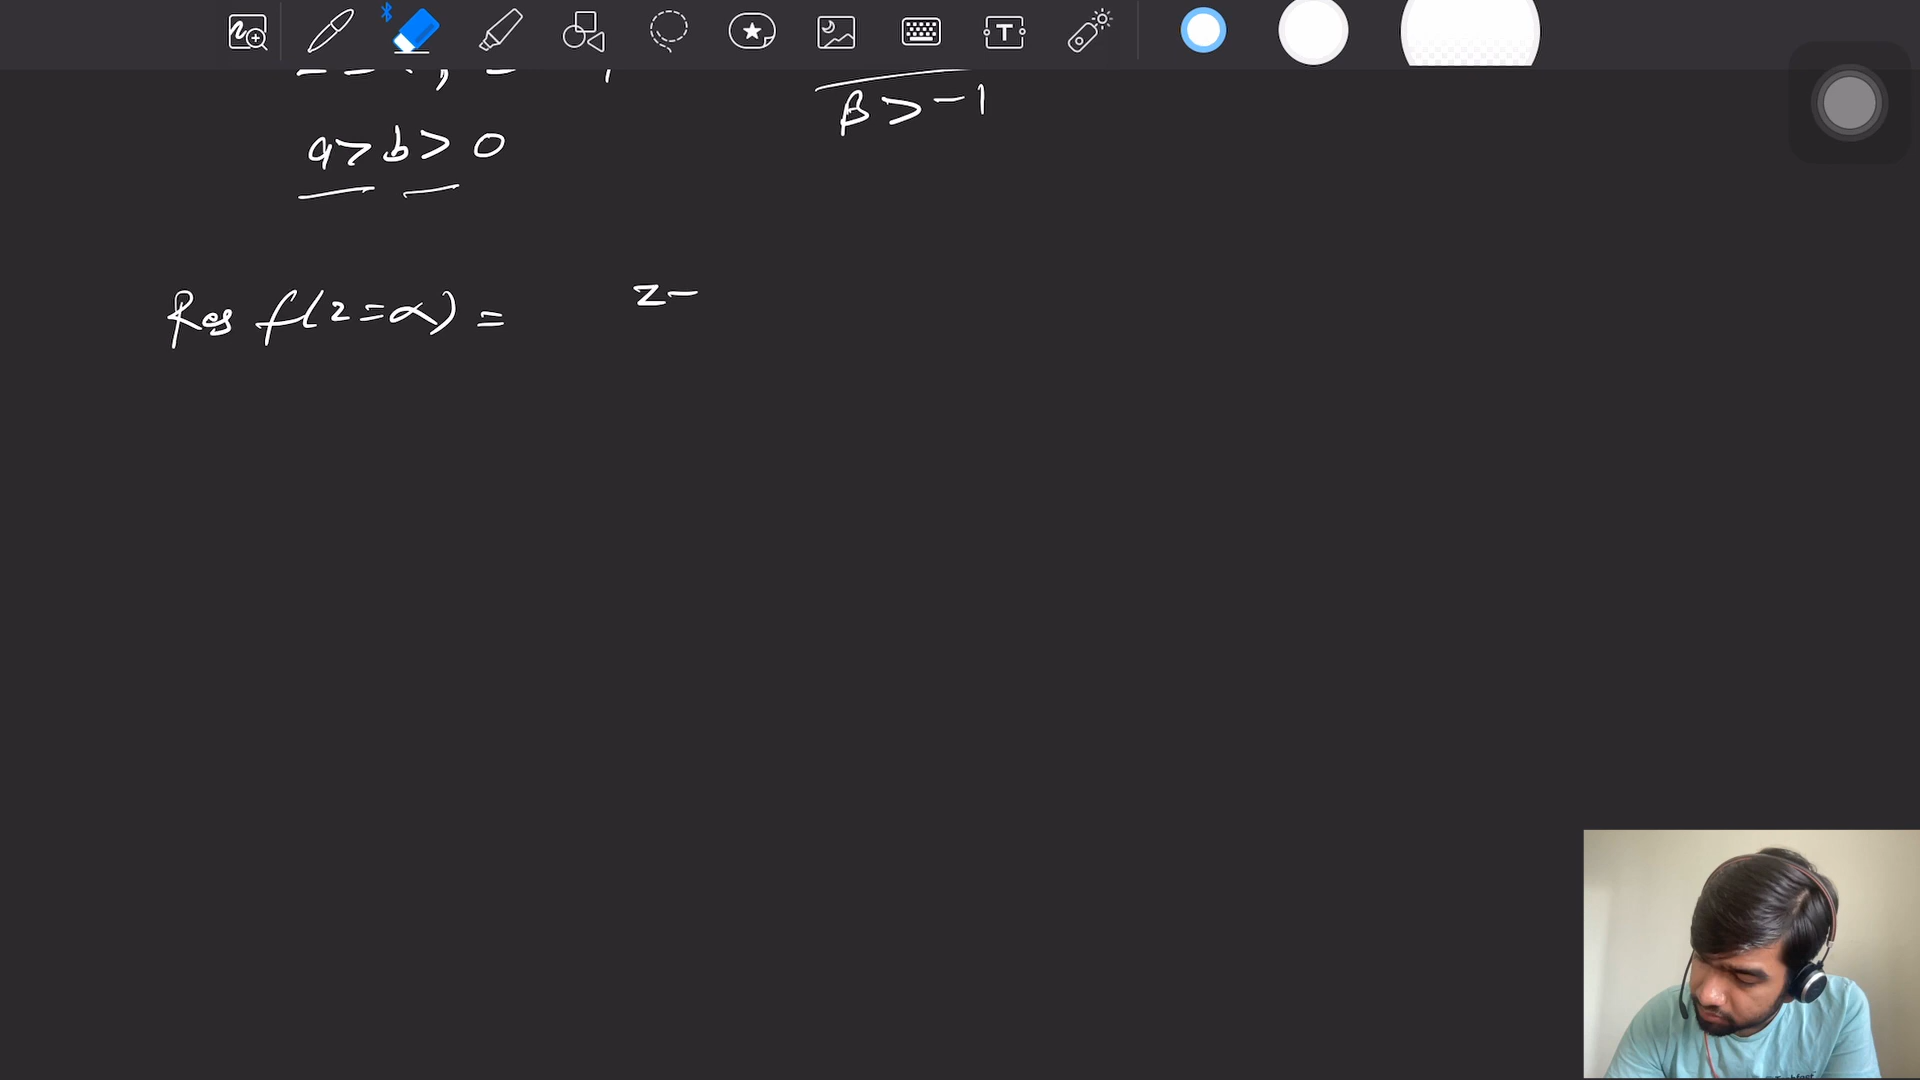 β > -1
a > b > 0
Res f(z=α) = z-